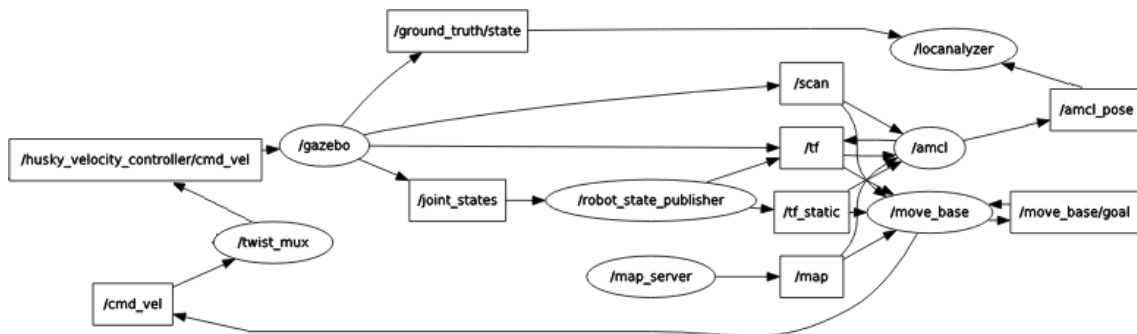 /ground_truth/state
/locanalyzer
/scan
/amcl_pose
/husky_velocity_controller/cmd_vel
/gazebo
/tf
/amcl
/joint_states
/robot_state_publisher
/tf_static
/move_base
/move_base/goal
/twist_mux
/map_server
/map
/cmd_vel